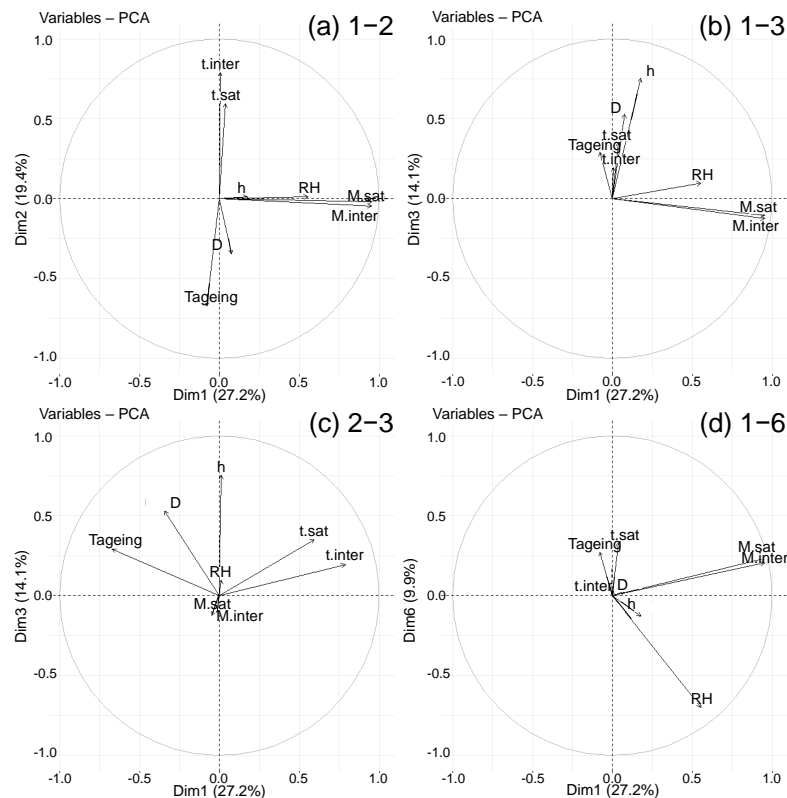 Variables – PCA
(a) 1−2
1.0
0.5
0.0
-0.5
-1.0
Dim2 (19.4%)
t.inter
t.sat
h
RH
M.sat
M.inter
D
Tageing
-1.0 -0.5 0.0 0.5 1.0
Dim1 (27.2%)
Variables – PCA
(b) 1−3
1.0
0.5
0.0
-0.5
-1.0
Dim3 (14.1%)
h
D
t.sat
Tageing
t.inter
RH
M.sat
M.inter
-1.0 -0.5 0.0 0.5 1.0
Dim1 (27.2%)
Variables – PCA
(c) 2−3
1.0
0.5
0.0
-0.5
-1.0
Dim3 (14.1%)
h
D
t.sat
Tageing
t.inter
RH
M.sat
M.inter
-1.0 -0.5 0.0 0.5 1.0
Dim1 (27.2%)
Variables – PCA
(d) 1−6
1.0
0.5
0.0
-0.5
-1.0
Dim6 (9.9%)
t.sat
Tageing
M.sat
M.inter
t.inter
D
h
RH
-1.0 -0.5 0.0 0.5 1.0
Dim1 (27.2%)